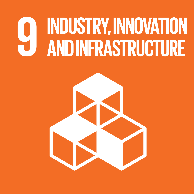 9 INDUSTRY, INNOVATION
AND INFRASTRUCTURE